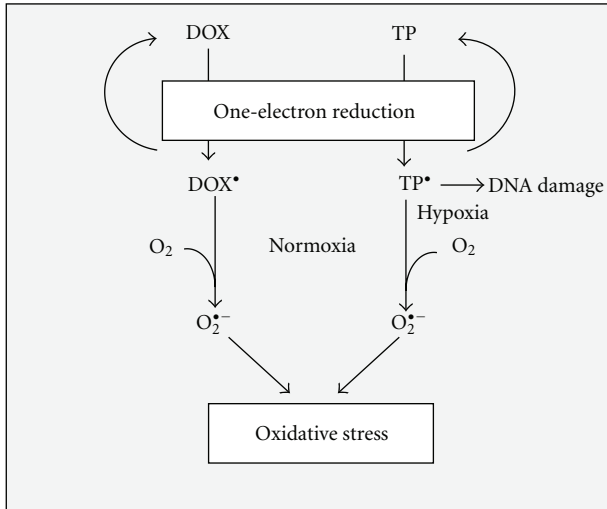 DOX TP
One-electron reduction
DOX• TP• DNA damage
Hypoxia
O₂ Normoxia O₂
O₂•− O₂•−
Oxidative stress